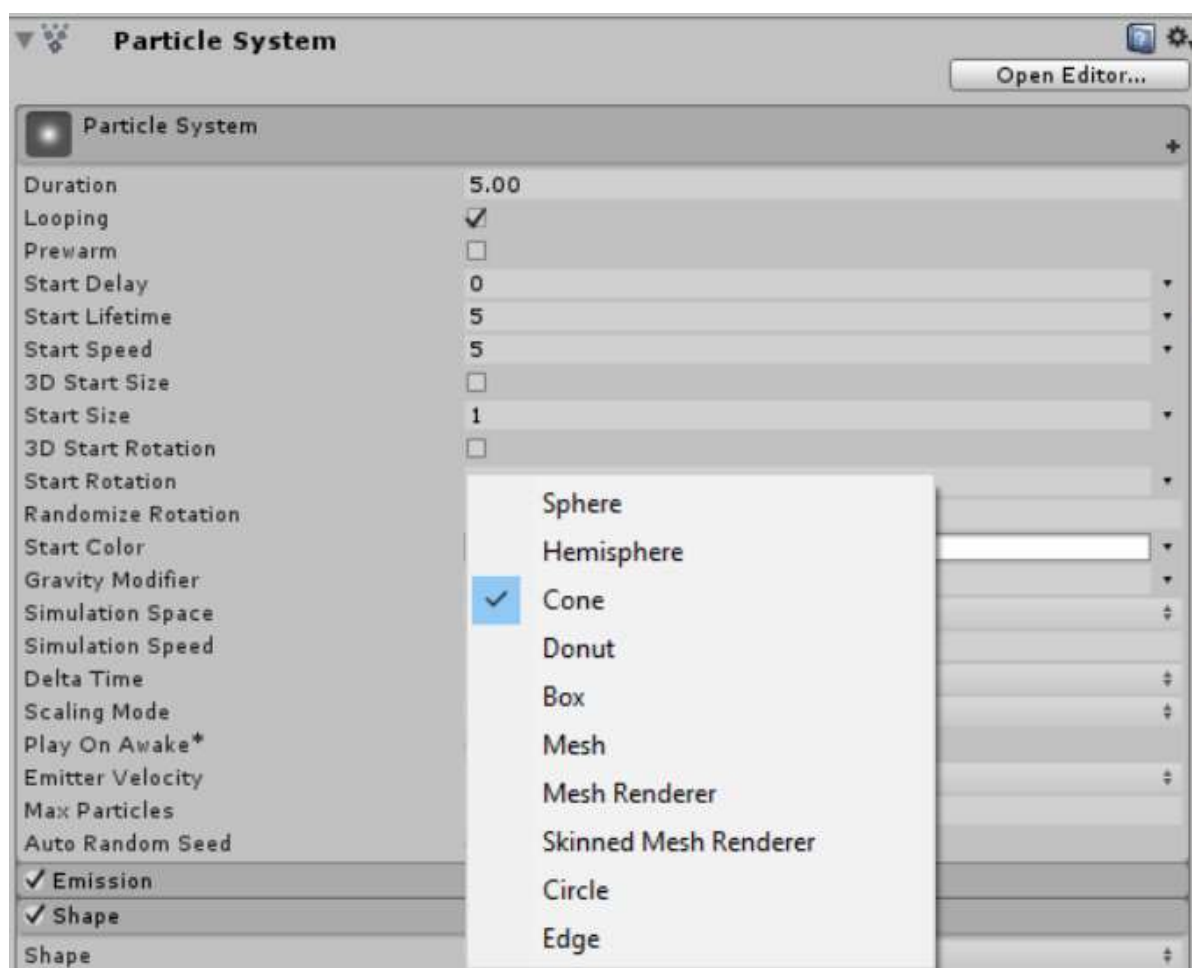 Particle System
Open Editor...
Particle System
Duration 5.00
Looping
Prewarm
Start Delay 0
Start Lifetime 5
Start Speed 5
3D Start Size
Start Size 1
3D Start Rotation
Start Rotation
Randomize Rotation
Start Color
Gravity Modifier
Simulation Space
Simulation Speed
Delta Time
Scaling Mode
Play On Awake*
Emitter Velocity
Max Particles
Auto Random Seed
Emission
Shape
Shape
Sphere
Hemisphere
Cone
Donut
Box
Mesh
Mesh Renderer
Skinned Mesh Renderer
Circle
Edge